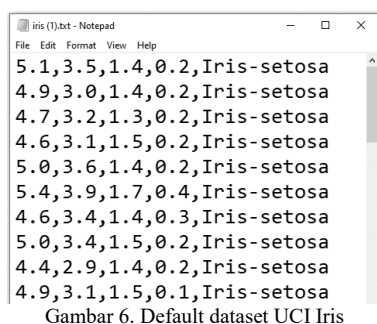 iris (1).txt - Notepad
File Edit Format View Help
5.1,3.5,1.4,0.2,Iris-setosa
4.9,3.0,1.4,0.2,Iris-setosa
4.7,3.2,1.3,0.2,Iris-setosa
4.6,3.1,1.5,0.2,Iris-setosa
5.0,3.6,1.4,0.2,Iris-setosa
5.4,3.9,1.7,0.4,Iris-setosa
4.6,3.4,1.4,0.3,Iris-setosa
5.0,3.4,1.5,0.2,Iris-setosa
4.4,2.9,1.4,0.2,Iris-setosa
4.9,3.1,1.5,0.1,Iris-setosa
Gambar 6. Default dataset UCI Iris